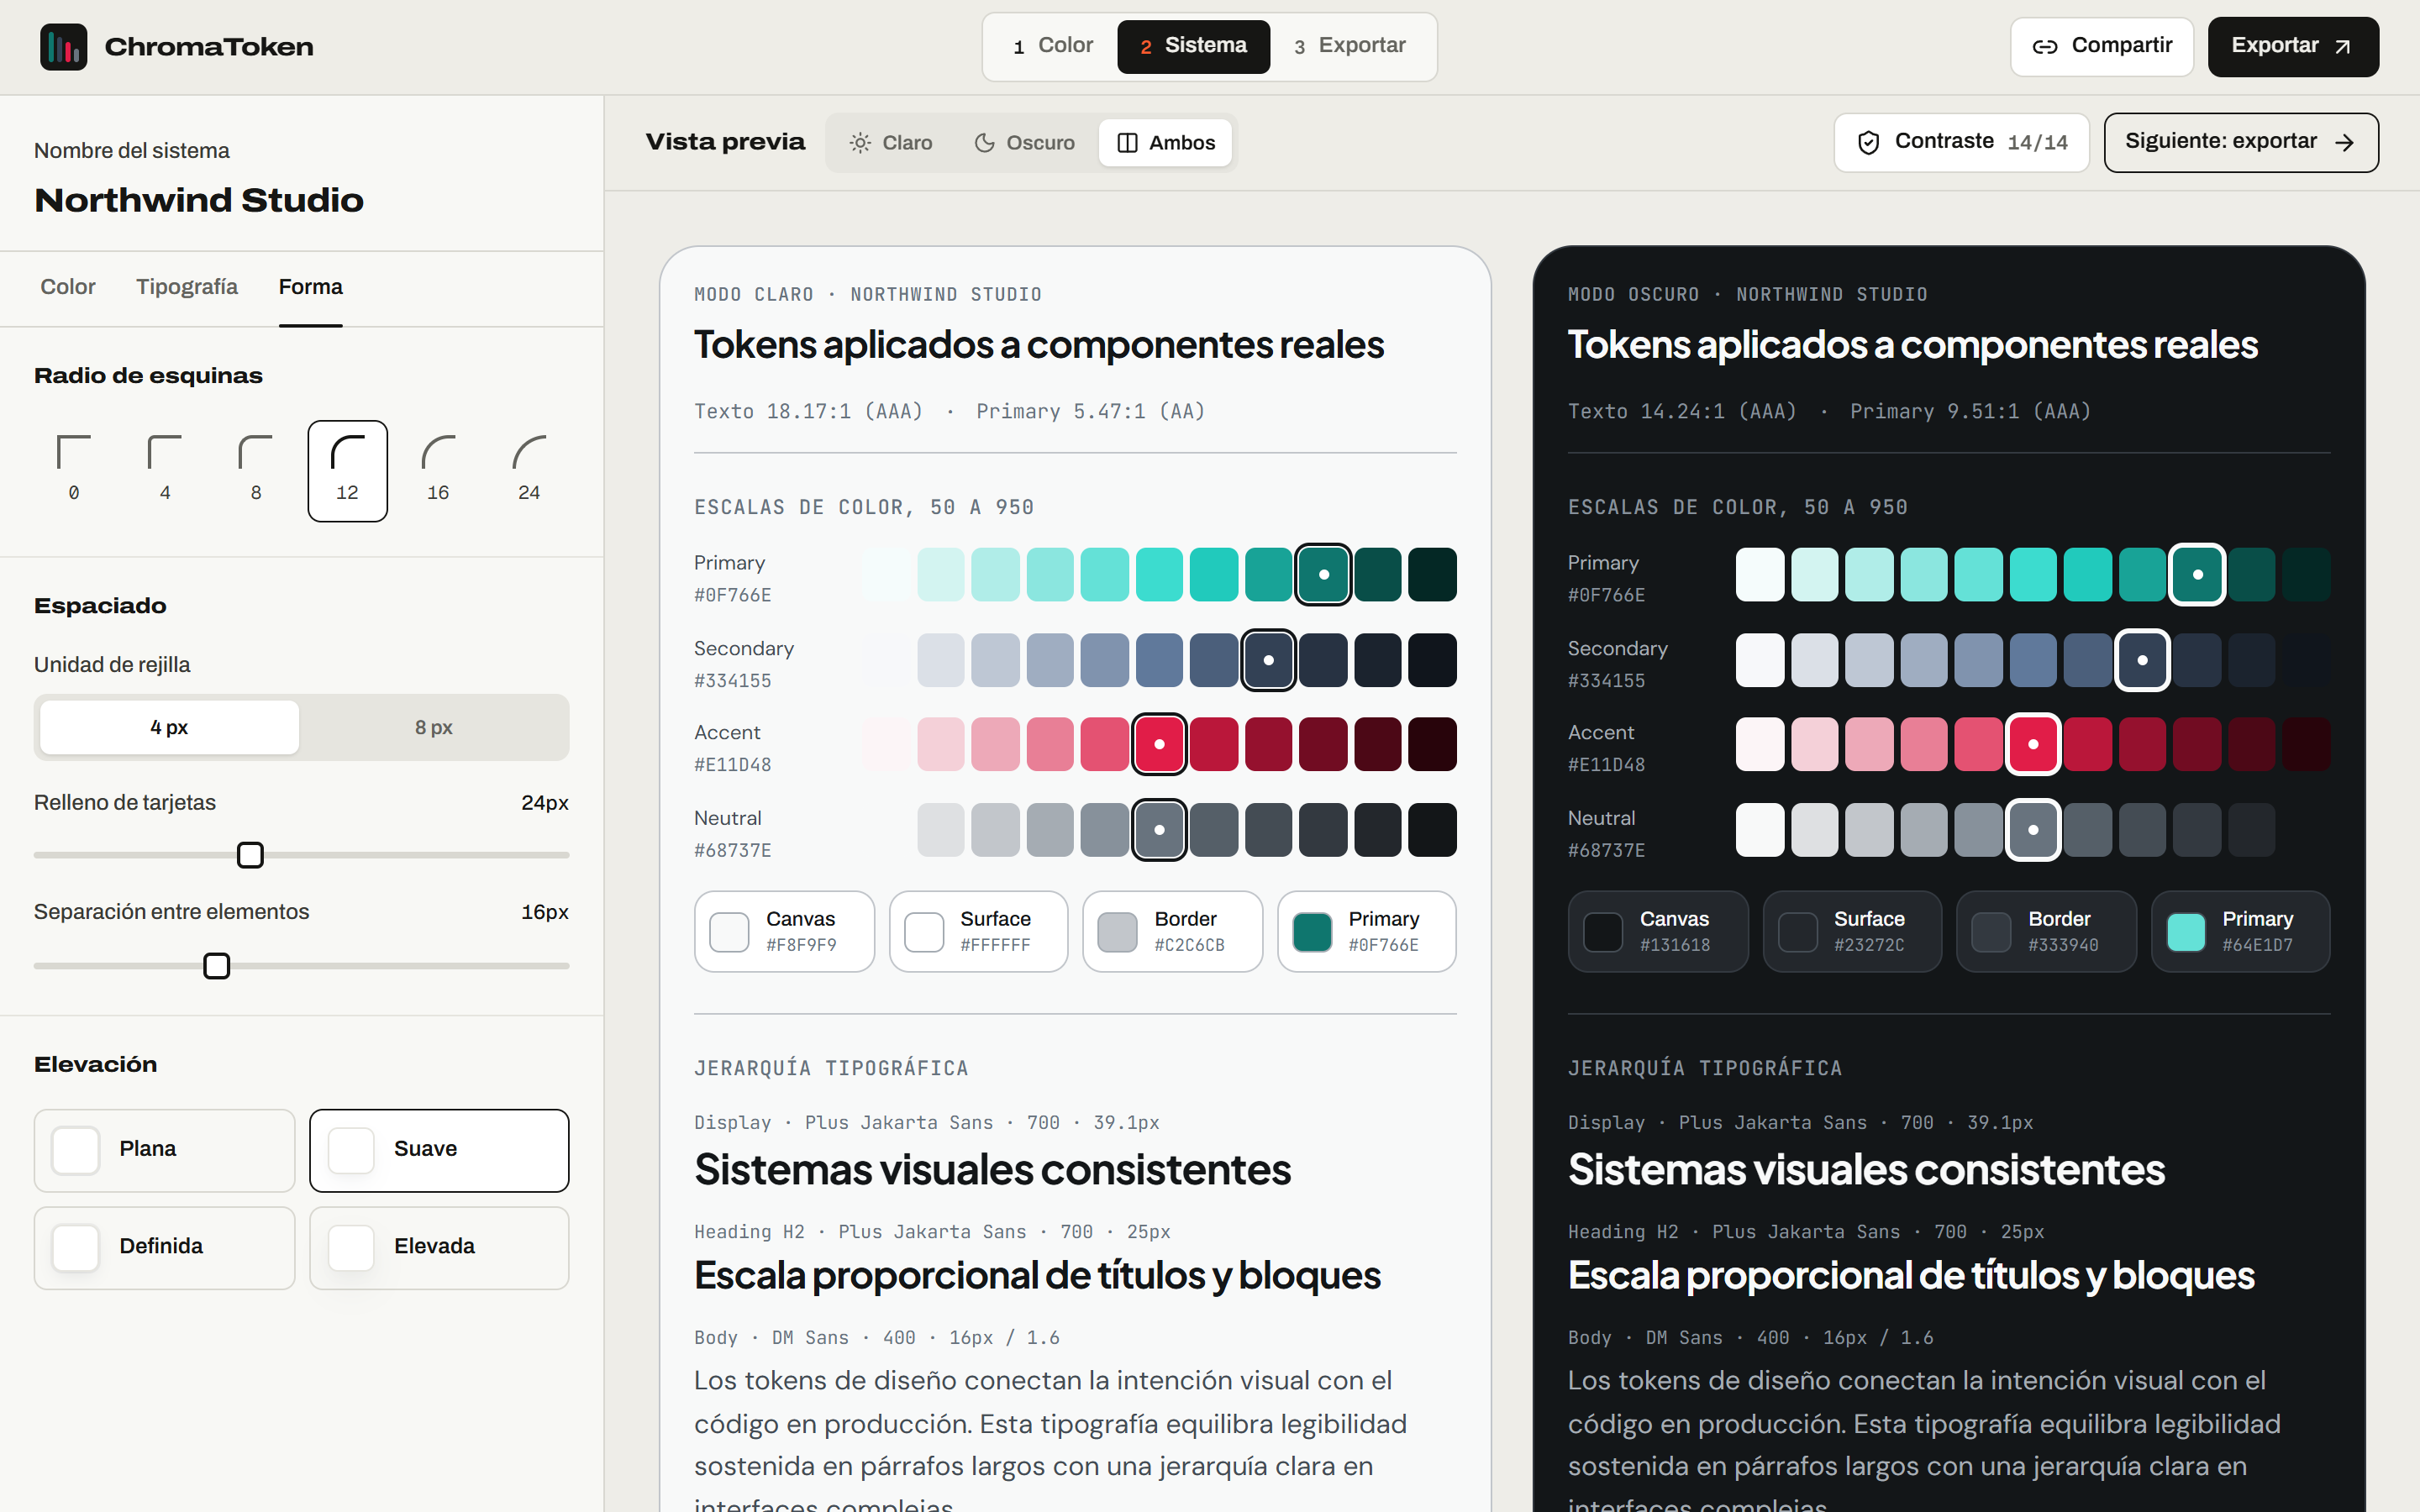 ChromaToken
1 Color
2 Sistema
3 Exportar
Compartir
Exportar
Nombre del sistema
Northwind Studio
Color
Tipografía
Forma
Radio de esquinas
0
4
8
12
16
24
Espaciado
Unidad de rejilla
4 px
8 px
Relleno de tarjetas 24px
Separación entre elementos 16px
Elevación
Plana
Suave
Definida
Elevada
Vista previa
Claro
Oscuro
Ambos
Contraste 14/14
Siguiente: exportar
MODO CLARO · NORTHWIND STUDIO
Tokens aplicados a componentes reales
Texto 18.17:1 (AAA) · Primary 5.47:1 (AA)
ESCALAS DE COLOR, 50 A 950
Primary
#0F766E
Secondary
#334155
Accent
#E11D48
Neutral
#68737E
Canvas
#F8F9F9
Surface
#FFFFFF
Border
#C2C6CB
Primary
#0F766E
JERARQUÍA TIPOGRÁFICA
Display · Plus Jakarta Sans · 700 · 39.1px
Sistemas visuales consistentes
Heading H2 · Plus Jakarta Sans · 700 · 25px
Escala proporcional de títulos y bloques
Body · DM Sans · 400 · 16px / 1.6
Los tokens de diseño conectan la intención visual con el
código en producción. Esta tipografía equilibra legibilidad
sostenida en párrafos largos con una jerarquía clara en
interfaces complejas.
MODO OSCURO · NORTHWIND STUDIO
Tokens aplicados a componentes reales
Texto 14.24:1 (AAA) · Primary 9.51:1 (AAA)
ESCALAS DE COLOR, 50 A 950
Primary
#0F766E
Secondary
#334155
Accent
#E11D48
Neutral
#68737E
Canvas
#131618
Surface
#23272C
Border
#333940
Primary
#64E1D7
JERARQUÍA TIPOGRÁFICA
Display · Plus Jakarta Sans · 700 · 39.1px
Sistemas visuales consistentes
Heading H2 · Plus Jakarta Sans · 700 · 25px
Escala proporcional de títulos y bloques
Body · DM Sans · 400 · 16px / 1.6
Los tokens de diseño conectan la intención visual con el
código en producción. Esta tipografía equilibra legibilidad
sostenida en párrafos largos con una jerarquía clara en
interfaces complejas.